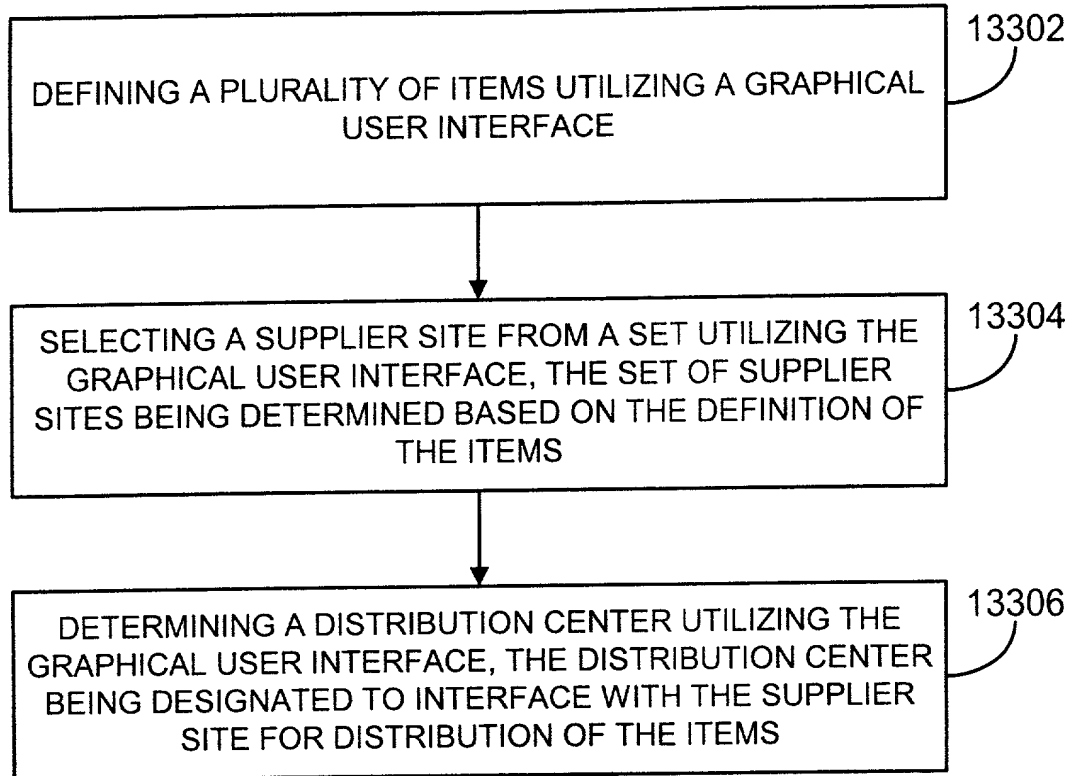 13302
DEFINING A PLURALITY OF ITEMS UTILIZING A GRAPHICAL
USER INTERFACE
13304
SELECTING A SUPPLIER SITE FROM A SET UTILIZING THE
GRAPHICAL USER INTERFACE, THE SET OF SUPPLIER
SITES BEING DETERMINED BASED ON THE DEFINITION OF
THE ITEMS
13306
DETERMINING A DISTRIBUTION CENTER UTILIZING THE
GRAPHICAL USER INTERFACE, THE DISTRIBUTION CENTER
BEING DESIGNATED TO INTERFACE WITH THE SUPPLIER
SITE FOR DISTRIBUTION OF THE ITEMS